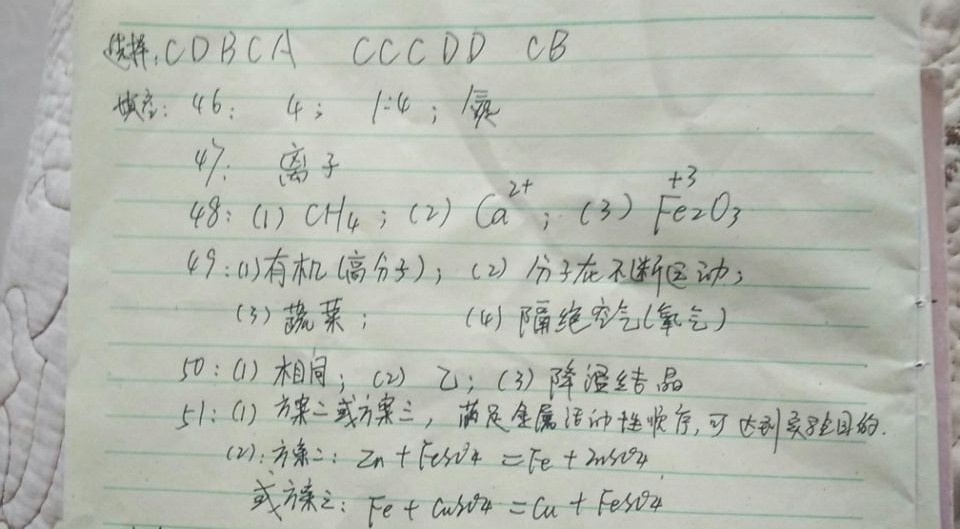 选择: CDBCA CCCDD CB
填空: 46: 4; 1:4; 1:氮
47: 离子
48: (1) CH4; (2) Ca2+; (3) +3 Fe2O3
49: (1)有机(高分子); (2) 分子在不断运动;
(3) 蔬菜; (4) 隔绝空气(氧气)
50: (1) 相同; (2) 乙; (3) 降温结晶
51: (1) 方案二或方案三, 满足金属活动性顺序, 可达到实验目的.
(2): 方案二: Zn + FeSO4 = Fe + ZnSO4
或方案三: Fe + CuSO4 = Cu + FeSO4